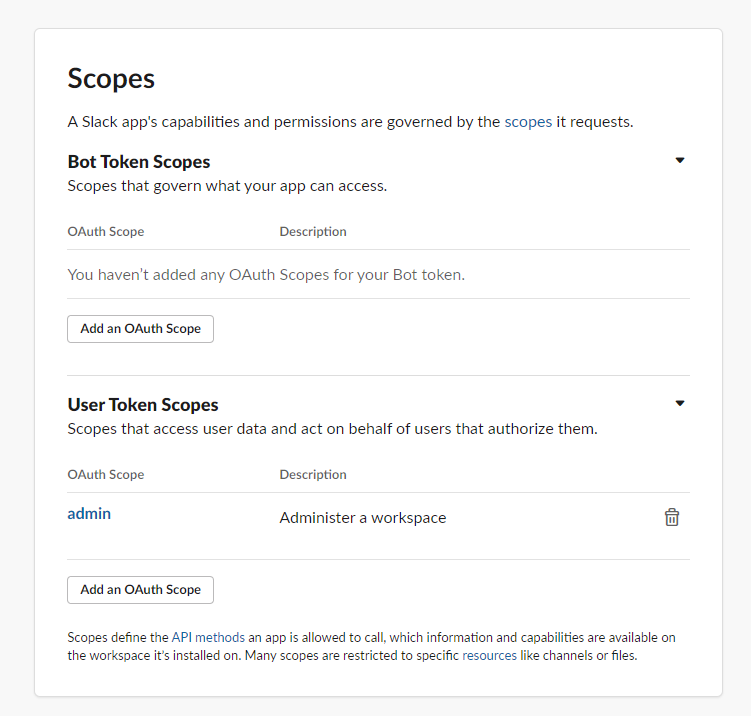 Scopes
A Slack app's capabilities and permissions are governed by the scopes it requests.
Bot Token Scopes
Scopes that govern what your app can access.
OAuth Scope Description
You haven’t added any OAuth Scopes for your Bot token.
Add an OAuth Scope
User Token Scopes
Scopes that access user data and act on behalf of users that authorize them.
OAuth Scope Description
admin Administer a workspace
Add an OAuth Scope
Scopes define the API methods an app is allowed to call, which information and capabilities are available on
the workspace it's installed on. Many scopes are restricted to specific resources like channels or files.